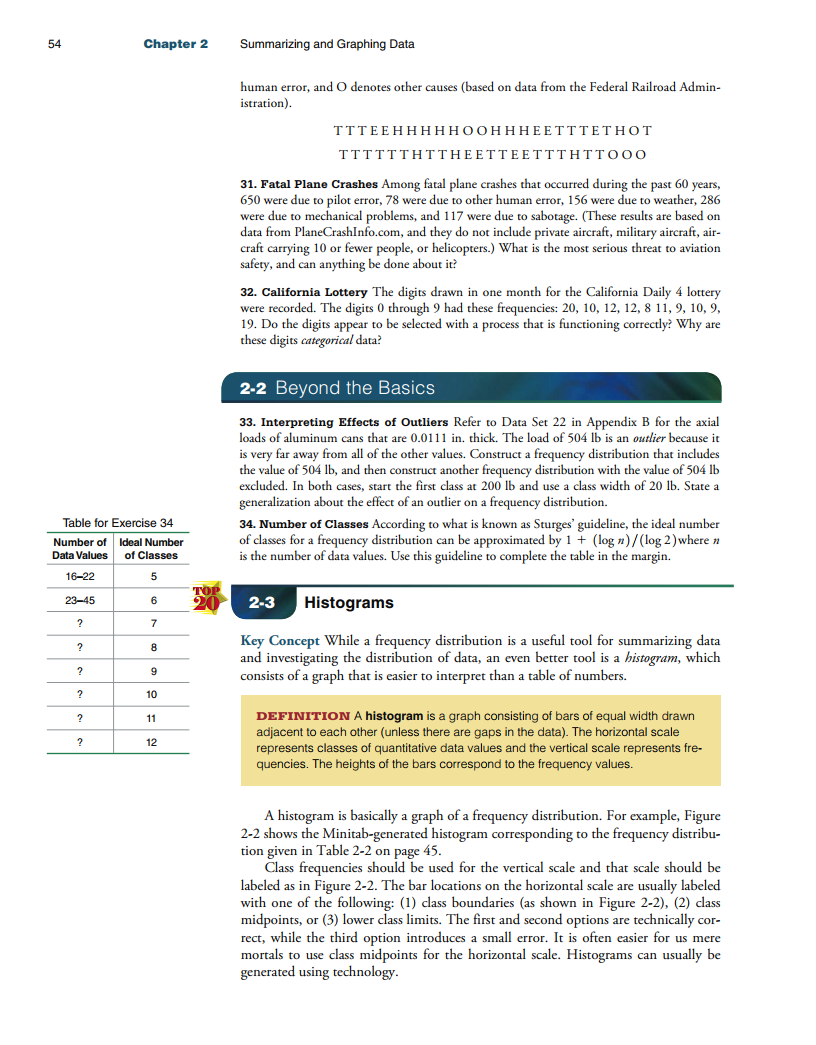 54 Chapter 2 Summarizing and Graphing Data
human error, and O denotes other causes (based on data from the Federal Railroad Admin-
istration).
T T T E E H H H H H O O H H H E E T T T E T H O T
T T T T T T H T T H E E T T E E T T T H T T O O O
31. Fatal Plane Crashes Among fatal plane crashes that occurred during the past 60 years,
650 were due to pilot error, 78 were due to other human error, 156 were due to weather, 286
were due to mechanical problems, and 117 were due to sabotage. (These results are based on
data from PlaneCrashInfo.com, and they do not include private aircraft, military aircraft, air-
craft carrying 10 or fewer people, or helicopters.) What is the most serious threat to aviation
safety, and can anything be done about it?
32. California Lottery The digits drawn in one month for the California Daily 4 lottery
were recorded. The digits 0 through 9 had these frequencies: 20, 10, 12, 12, 8 11, 9, 10, 9,
19. Do the digits appear to be selected with a process that is functioning correctly? Why are
these digits categorical data?
2-2 Beyond the Basics
33. Interpreting Effects of Outliers Refer to Data Set 22 in Appendix B for the axial
loads of aluminum cans that are 0.0111 in. thick. The load of 504 lb is an outlier because it
is very far away from all of the other values. Construct a frequency distribution that includes
the value of 504 lb, and then construct another frequency distribution with the value of 504 lb
excluded. In both cases, start the first class at 200 lb and use a class width of 20 lb. State a
generalization about the effect of an outlier on a frequency distribution.
34. Number of Classes According to what is known as Sturges' guideline, the ideal number
of classes for a frequency distribution can be approximated by 1 + (log n)/(log 2)where n
is the number of data values. Use this guideline to complete the table in the margin.
Table for Exercise 34
Number of Ideal Number
Data Values of Classes
16–22 5
23–45 6
? 7
? 8
? 9
? 10
? 11
? 12
TOP
20
2-3 Histograms
Key Concept While a frequency distribution is a useful tool for summarizing data
and investigating the distribution of data, an even better tool is a histogram, which
consists of a graph that is easier to interpret than a table of numbers.
DEFINITION A histogram is a graph consisting of bars of equal width drawn
adjacent to each other (unless there are gaps in the data). The horizontal scale
represents classes of quantitative data values and the vertical scale represents fre-
quencies. The heights of the bars correspond to the frequency values.
A histogram is basically a graph of a frequency distribution. For example, Figure
2-2 shows the Minitab-generated histogram corresponding to the frequency distribu-
tion given in Table 2-2 on page 45.
Class frequencies should be used for the vertical scale and that scale should be
labeled as in Figure 2-2. The bar locations on the horizontal scale are usually labeled
with one of the following: (1) class boundaries (as shown in Figure 2-2), (2) class
midpoints, or (3) lower class limits. The first and second options are technically cor-
rect, while the third option introduces a small error. It is often easier for us mere
mortals to use class midpoints for the horizontal scale. Histograms can usually be
generated using technology.